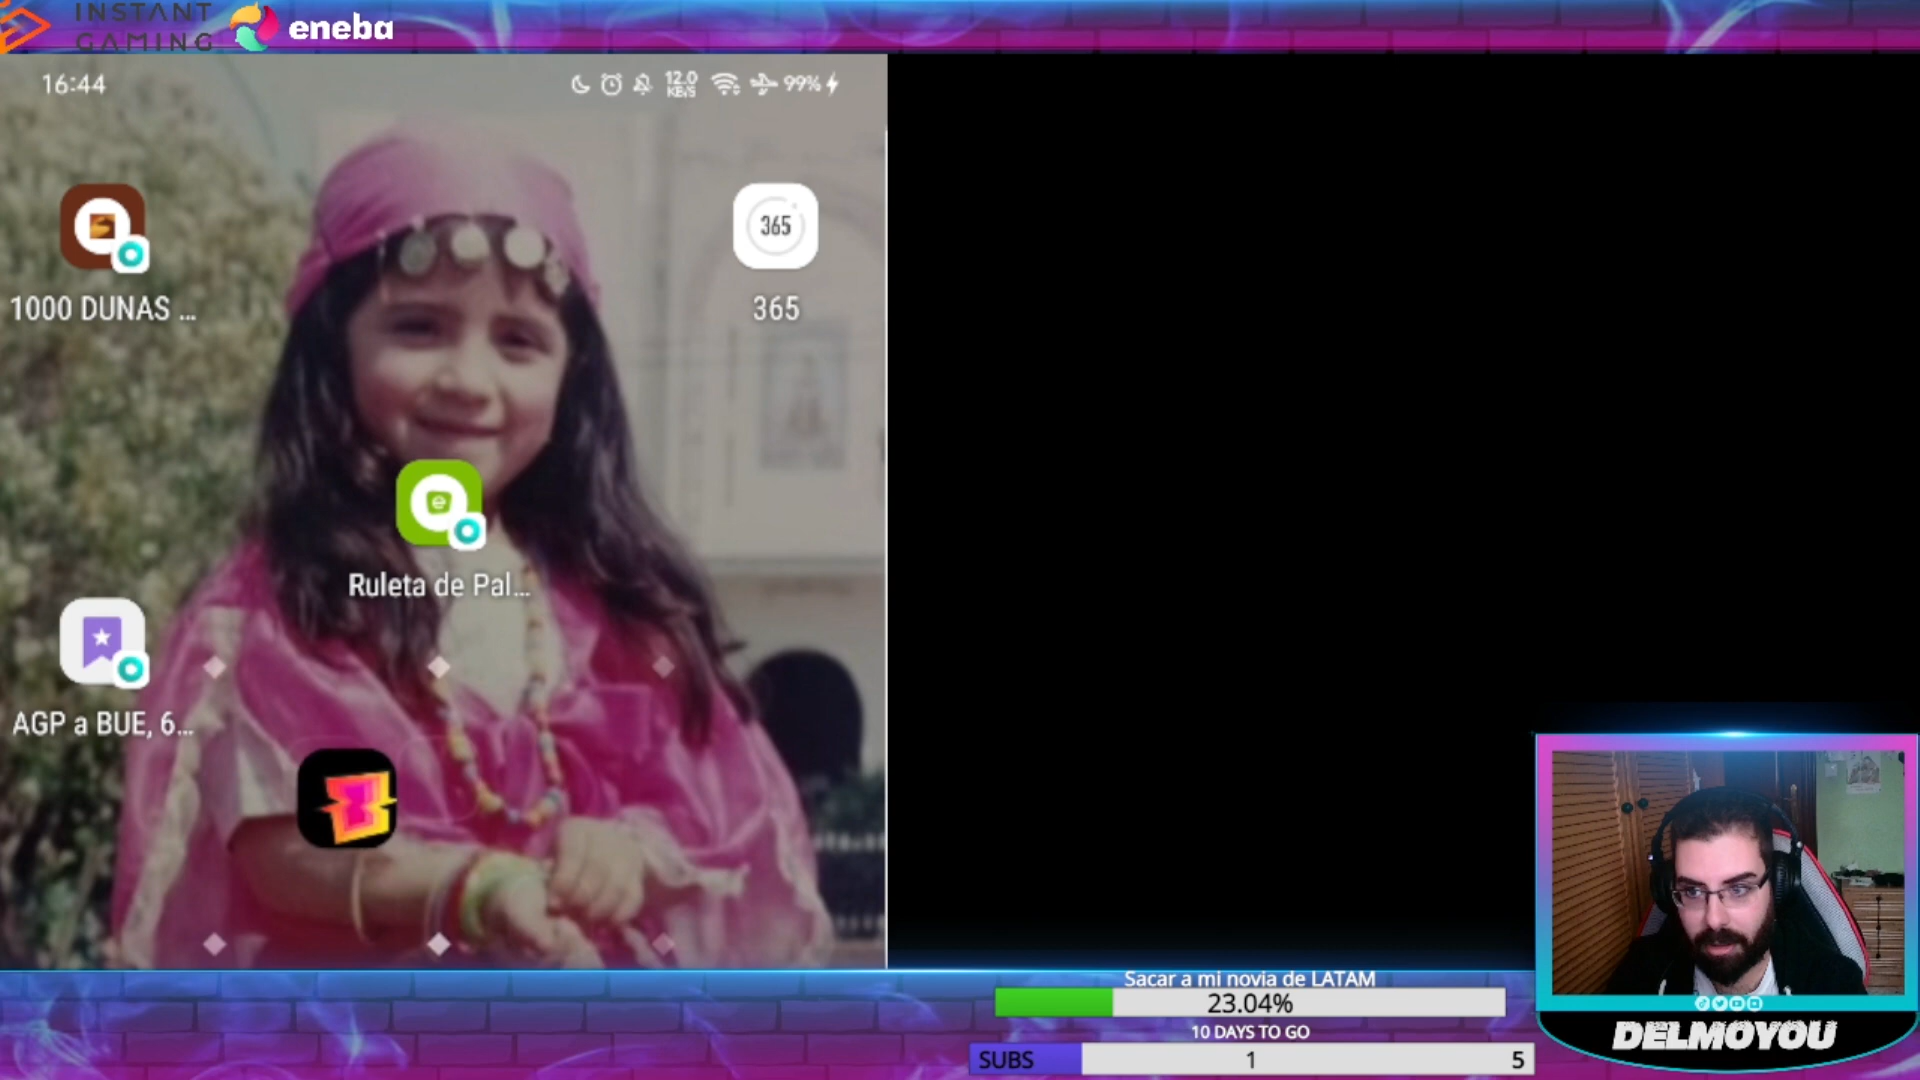 INSTANT
GAMING
eneba
16:44
12.0
KB/S
99%
1000 DUNAS ...
365
365
e
Ruleta de Pal...
AGP a BUE, 6...
Sacar a mi novia de LATAM
23.04%
10 DAYS TO GO
SUBS 1 5
DELMOYOU